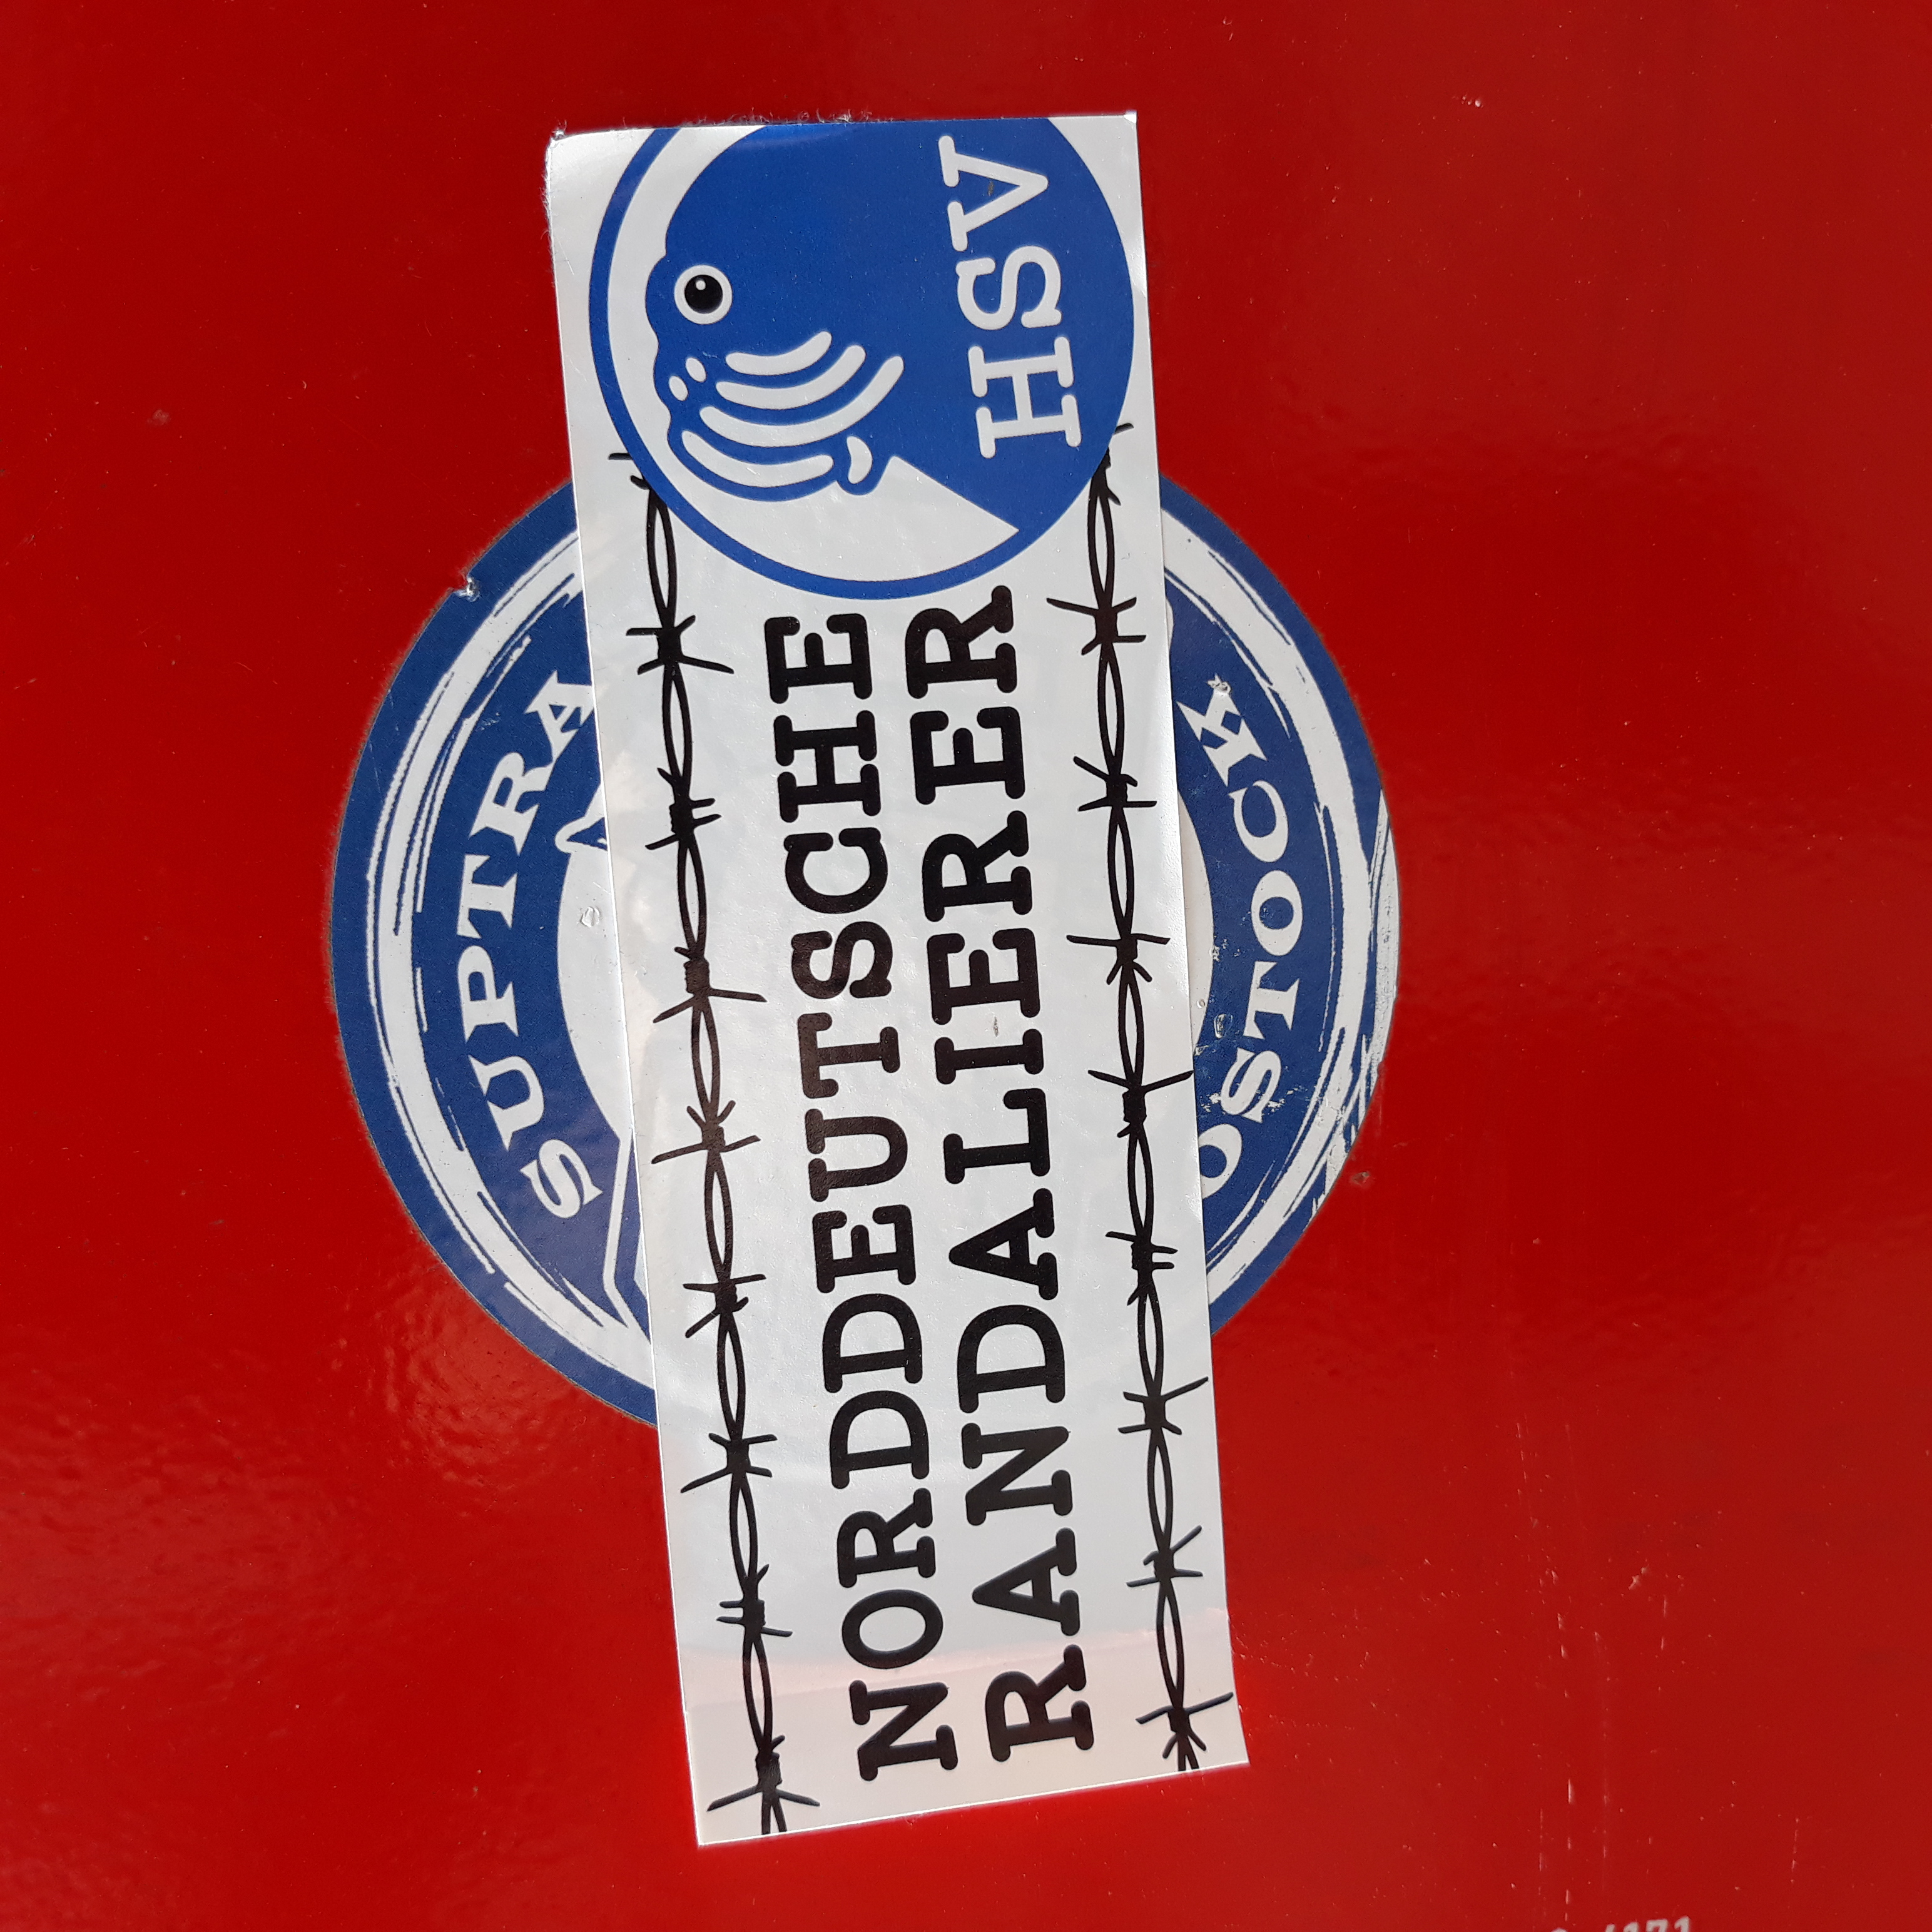 HSV
NORDDEUTSCHE
RANDALIERER
SUPTRA
OSTOCK